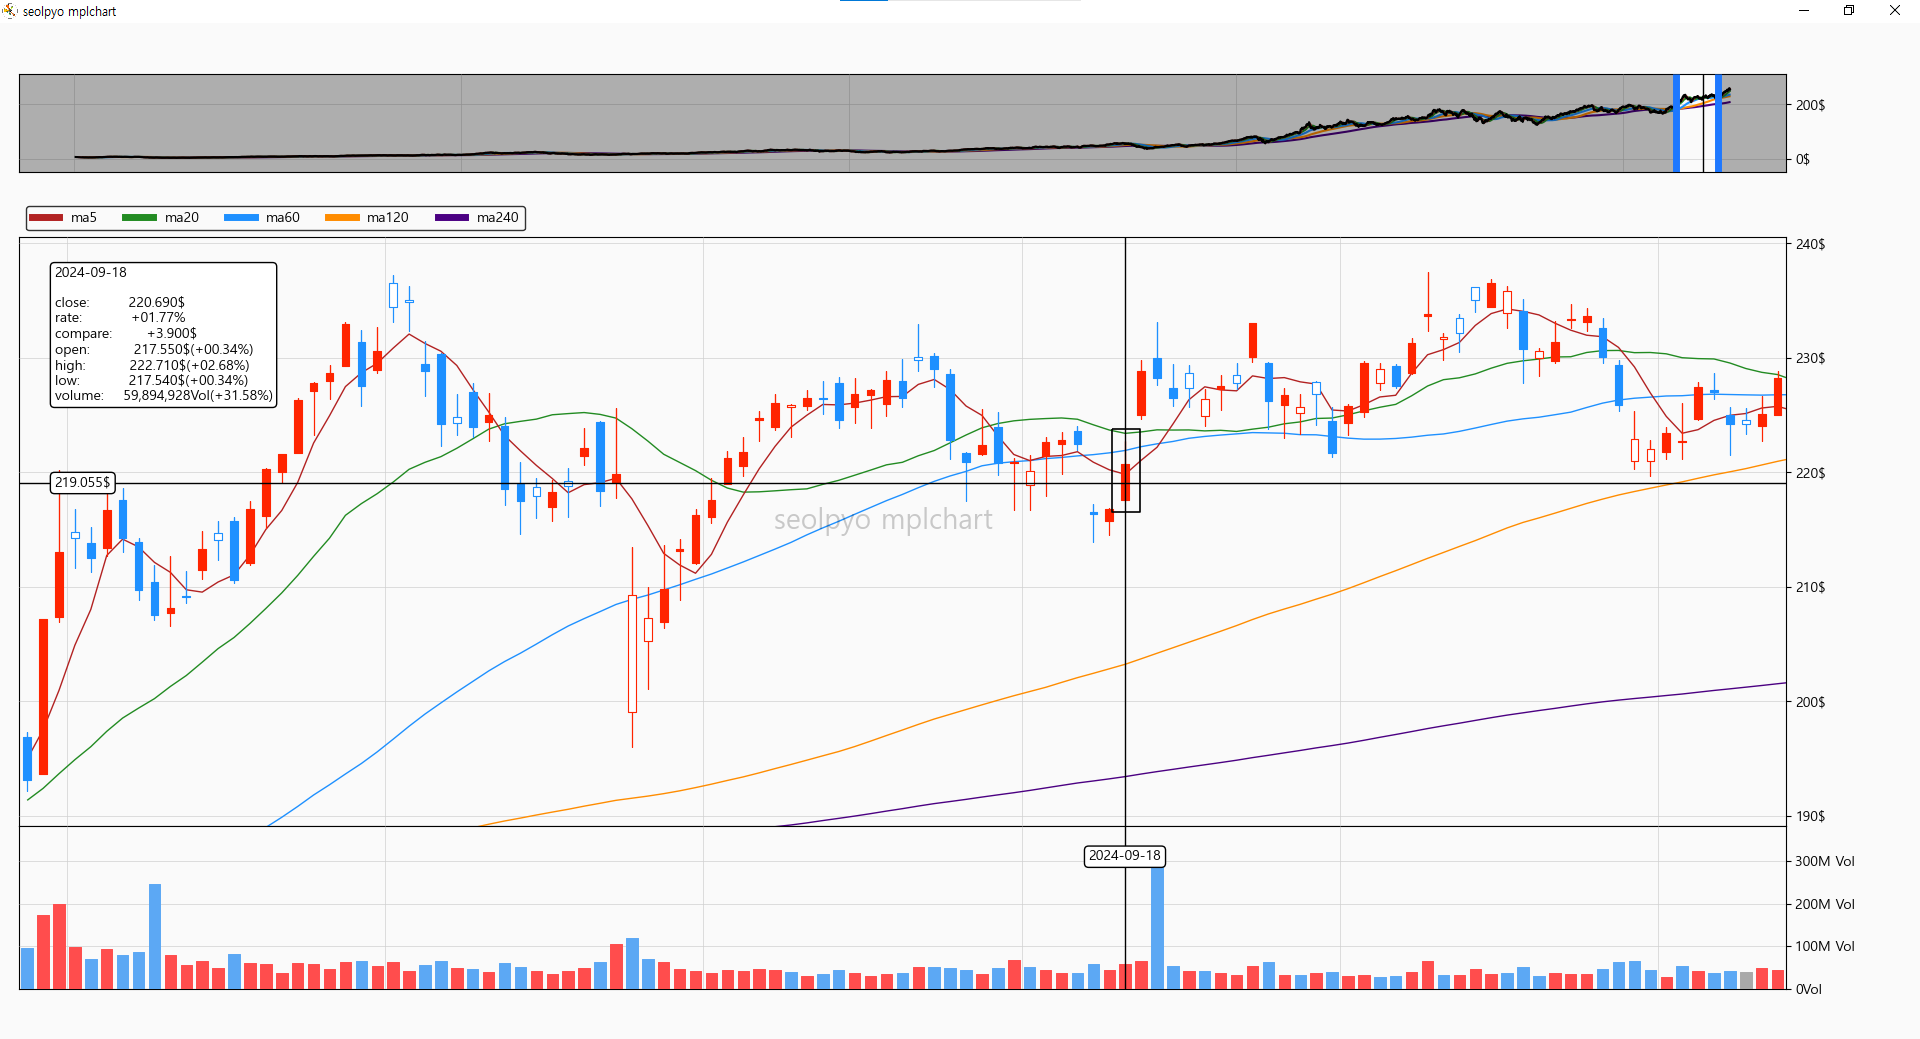 seolpyo mplchart
200$
0$
ma5 ma20 ma60 ma120 ma240
240$
2024-09-18
close: 220.690$
rate: +01.77%
compare: +3.900$
open: 217.550$(+00.34%)
high: 222.710$(+02.68%)
low: 217.540$(+00.34%)
volume: 59,894,928Vol(+31.58%)
230$
220$
219.055$
seolpyo mplchart
210$
200$
190$
2024-09-18
300M Vol
200M Vol
100M Vol
0Vol